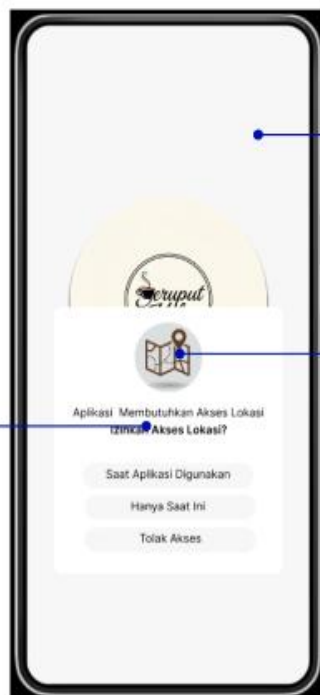 Seruput
Aplikasi Membutuhkan Akses Lokasi
Izinkan Akses Lokasi?
Saat Aplikasi Digunakan
Hanya Saat Ini
Tolak Akses